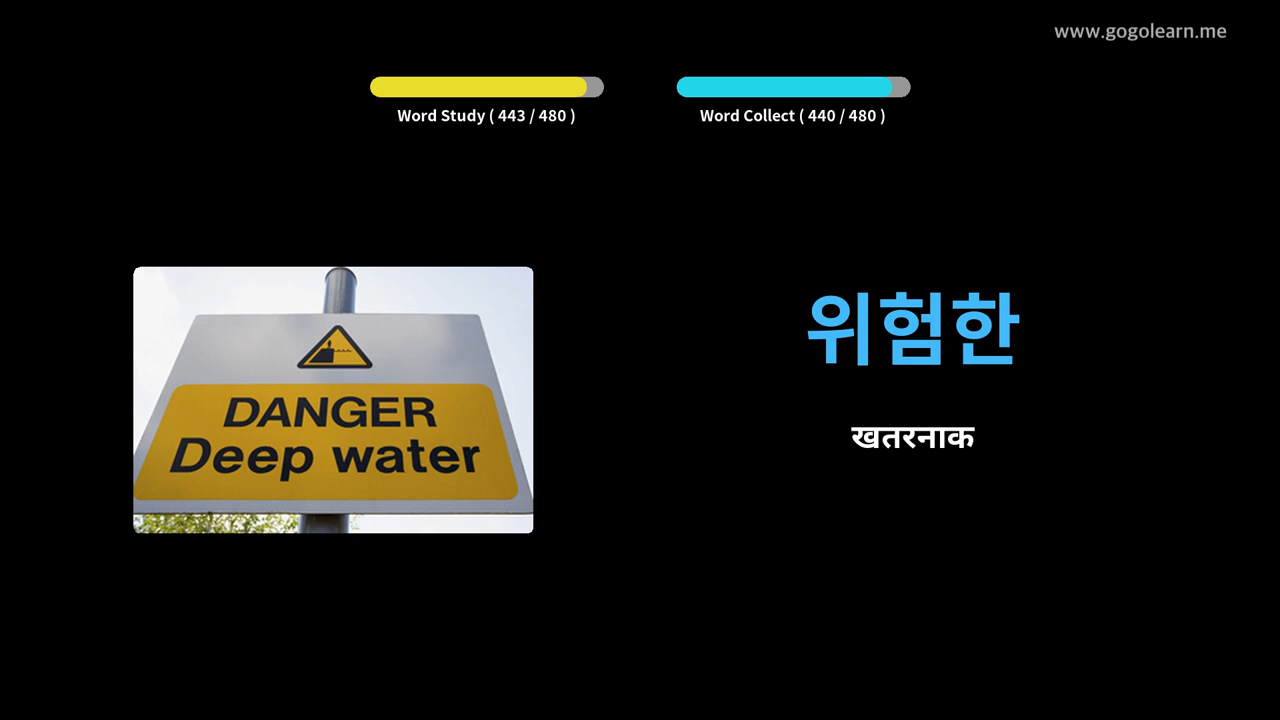 www.gogolearn.me
Word Study ( 443 / 480 )
Word Collect ( 440 / 480 )
DANGER
Deep water
위험한
खतरनाक